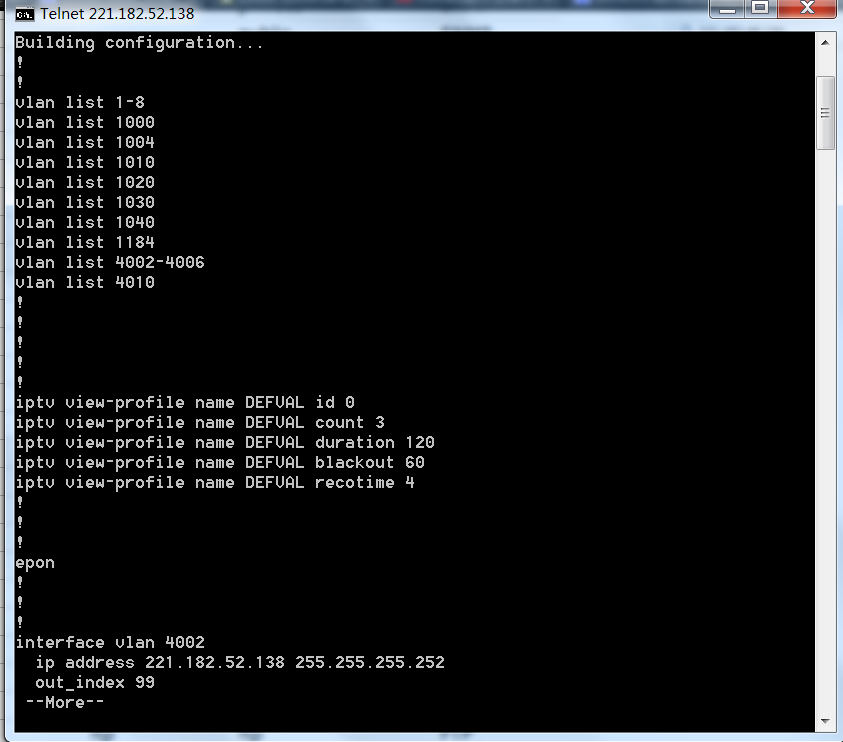 Telnet 221.182.52.138
Building configuration...
!
!
vlan list 1-8
vlan list 1000
vlan list 1004
vlan list 1010
vlan list 1020
vlan list 1030
vlan list 1040
vlan list 1184
vlan list 4002-4006
vlan list 4010
!
!
!
!
!
iptv view-profile name DEFVAL id 0
iptv view-profile name DEFVAL count 3
iptv view-profile name DEFVAL duration 120
iptv view-profile name DEFVAL blackout 60
iptv view-profile name DEFVAL recotime 4
!
!
!
epon
!
!
!
interface vlan 4002
  ip address 221.182.52.138 255.255.255.252
  out_index 99
 --More--